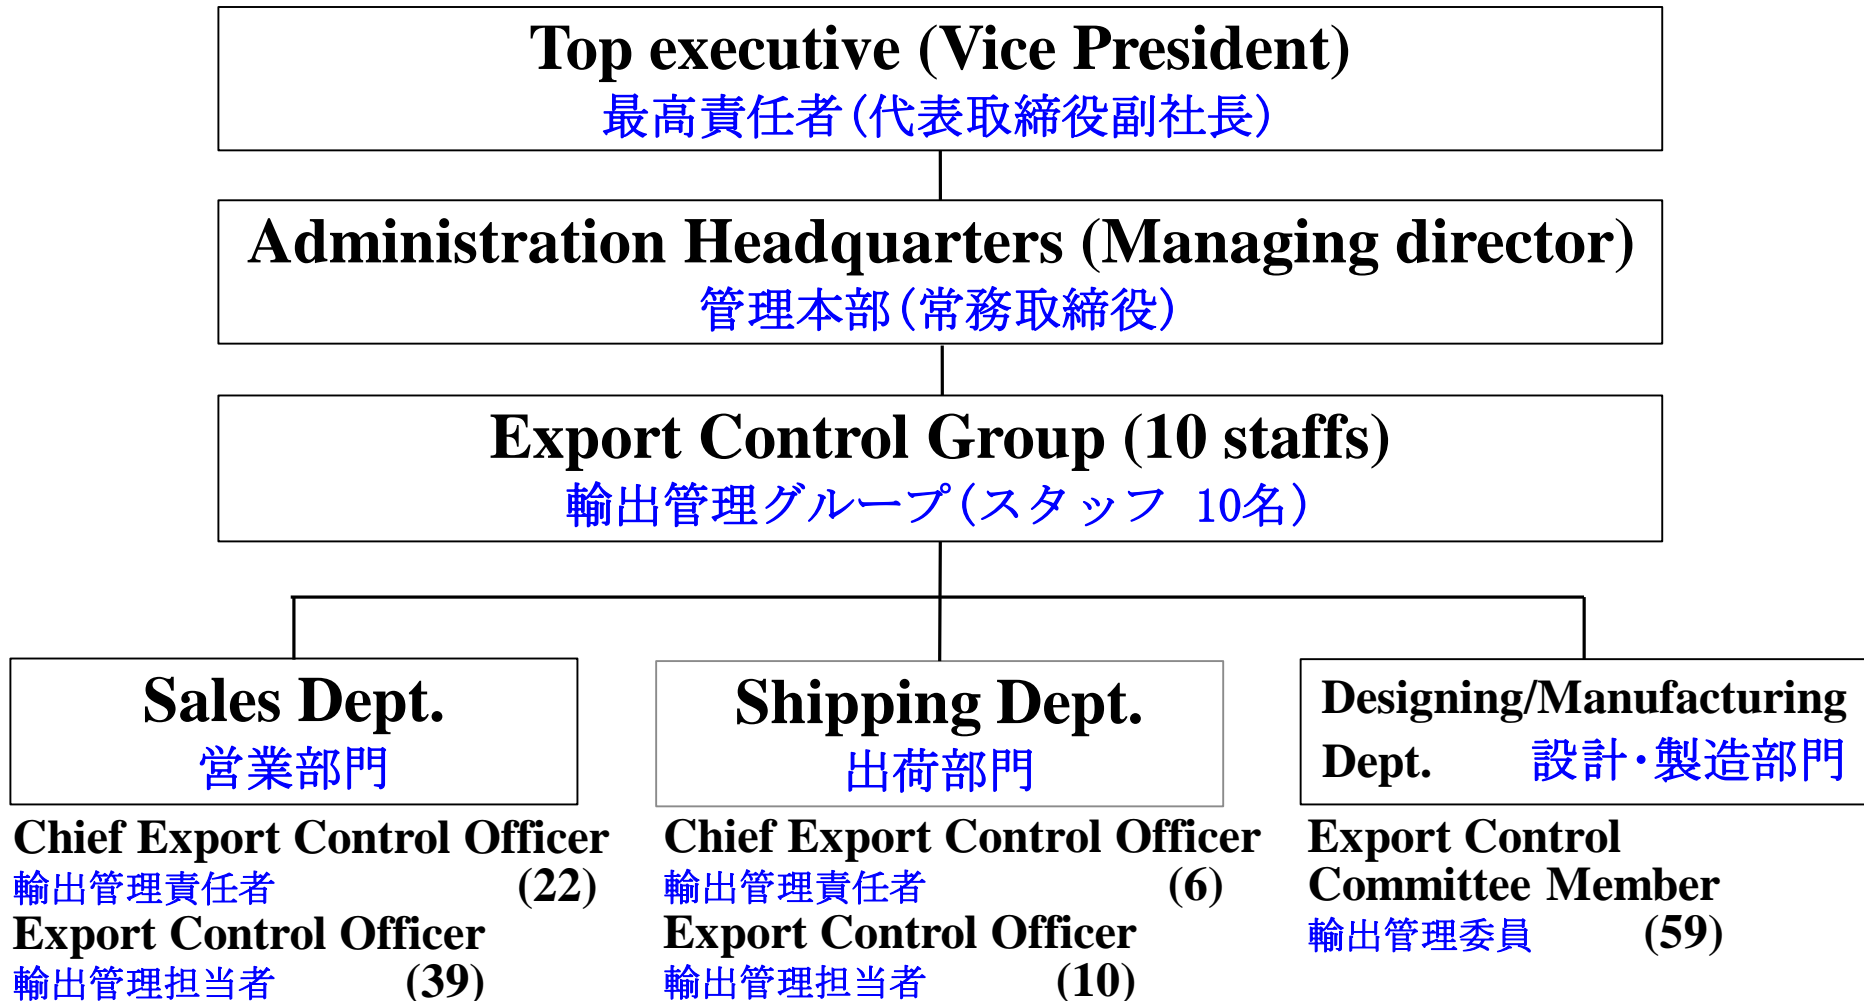 Top executive (Vice President)
最高責任者(代表取締役副社長)
Administration Headquarters (Managing director)
管理本部(常務取締役)
Export Control Group (10 staffs)
輸出管理グループ(スタッフ 10名)
Sales Dept.
営業部門
Chief Export Control Officer
輸出管理責任者 (22)
Export Control Officer
輸出管理担当者 (39)
Shipping Dept.
出荷部門
Chief Export Control Officer
輸出管理責任者 (6)
Export Control Officer
輸出管理担当者 (10)
Designing/Manufacturing
Dept. 設計・製造部門
Export Control
Committee Member
輸出管理委員 (59)